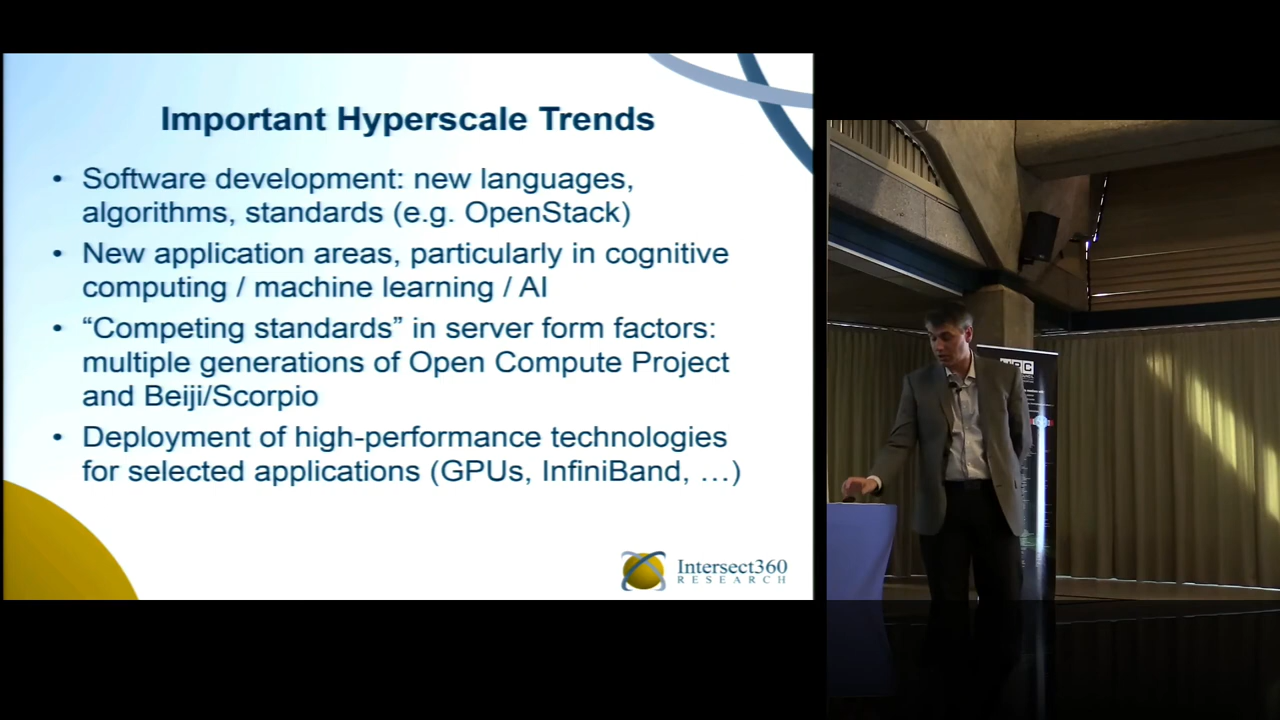 Important Hyperscale Trends
• Software development: new languages,
algorithms, standards (e.g. OpenStack)
• New application areas, particularly in cognitive
computing / machine learning / AI
• “Competing standards” in server form factors:
multiple generations of Open Compute Project
and Beiji/Scorpio
• Deployment of high-performance technologies
for selected applications (GPUs, InfiniBand, …)
Intersect360
RESEARCH